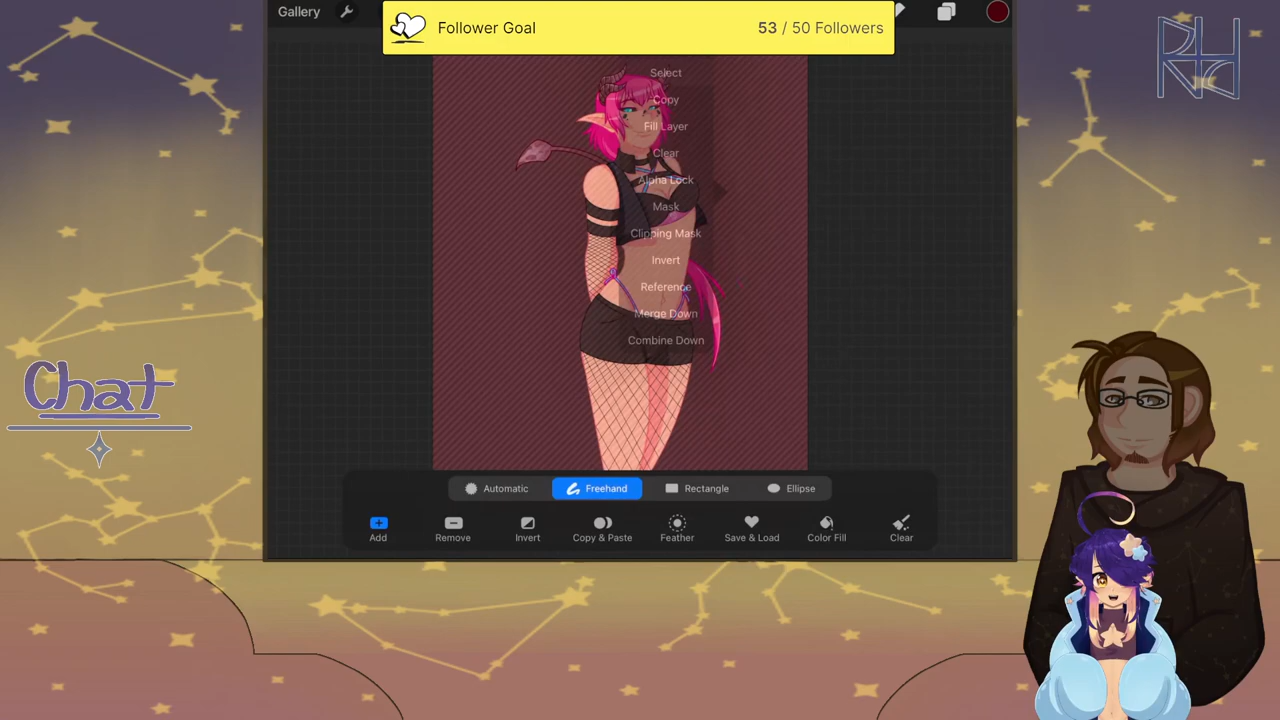 Gallery
Follower Goal
53 / 50 Followers
Select
Copy
Fill Layer
Clear
Alpha Lock
Mask
Clipping Mask
Invert
Reference
Merge Down
Combine Down
Chat
Automatic
Freehand
Rectangle
Ellipse
Add
Remove
Invert
Copy & Paste
Feather
Save & Load
Color Fill
Clear